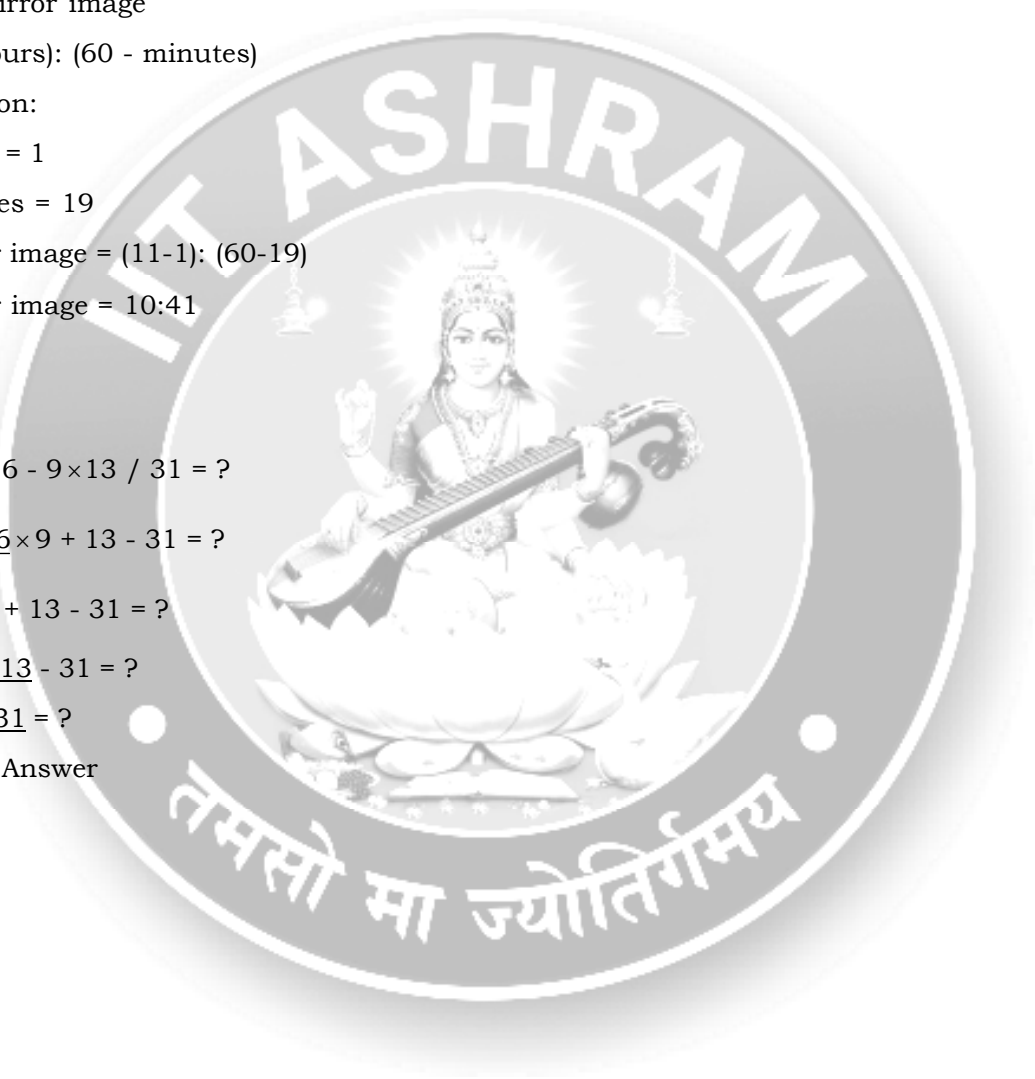 irror image
ours): (60 - minutes)
on:
= 1
es = 19
r image = (11-1): (60-19)
r image = 10:41
6 - 9×13 / 31 = ?
6×9 + 13 - 31 = ?
+ 13 - 31 = ?
13 - 31 = ?
31 = ?
Answer
IIT ASHRAM
तमसो मा ज्योतिर्गमय